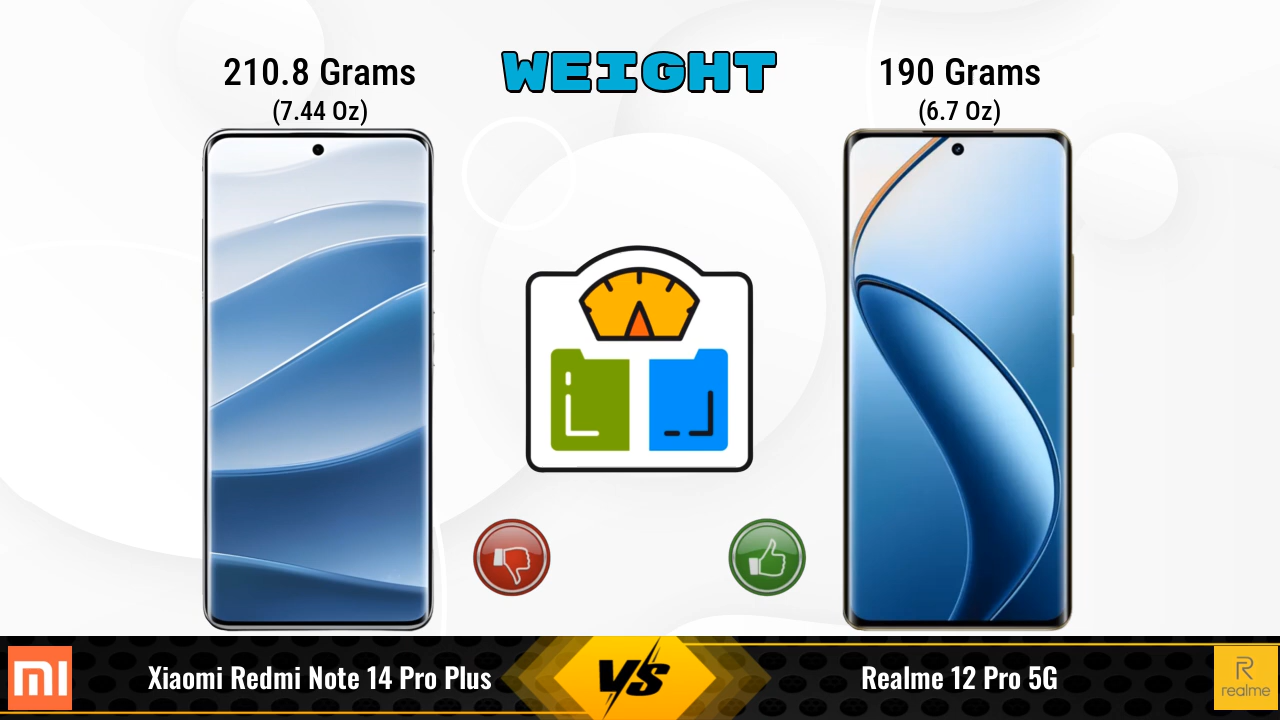 WEIGHT
210.8 Grams
(7.44 Oz)
190 Grams
(6.7 Oz)
mi
Xiaomi Redmi Note 14 Pro Plus
VS
Realme 12 Pro 5G
R
realme